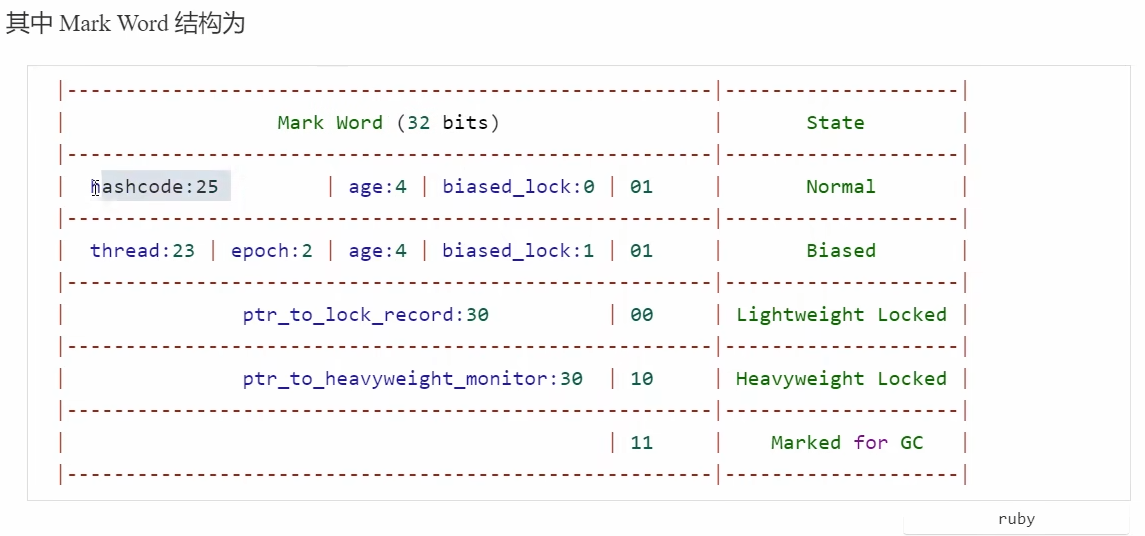 其中 Mark Word 结构为
|-------------------------------------------------------|--------------------|
| Mark Word (32 bits) | State |
|-------------------------------------------------------|--------------------|
| hashcode:25 | age:4 | biased_lock:0 | 01 | Normal |
|-------------------------------------------------------|--------------------|
| thread:23 | epoch:2 | age:4 | biased_lock:1 | 01 | Biased |
|-------------------------------------------------------|--------------------|
| ptr_to_lock_record:30 | 00 | Lightweight Locked |
|-------------------------------------------------------|--------------------|
| ptr_to_heavyweight_monitor:30 | 10 | Heavyweight Locked |
|-------------------------------------------------------|--------------------|
| | 11 | Marked for GC |
|-------------------------------------------------------|--------------------|
ruby